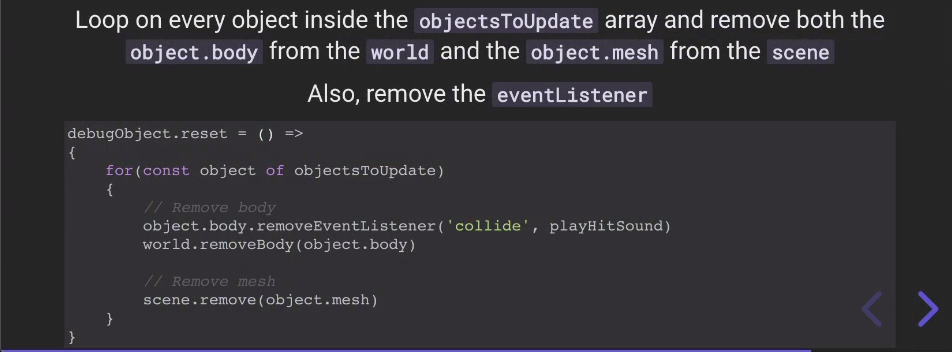 Loop on every object inside the objectsToUpdate array and remove both the
object.body from the world and the object.mesh from the scene
Also, remove the eventListener
debugObject.reset = () =>
{
    for(const object of objectsToUpdate)
    {
        // Remove body
        object.body.removeEventListener('collide', playHitSound)
        world.removeBody(object.body)

        // Remove mesh
        scene.remove(object.mesh)
    }
}